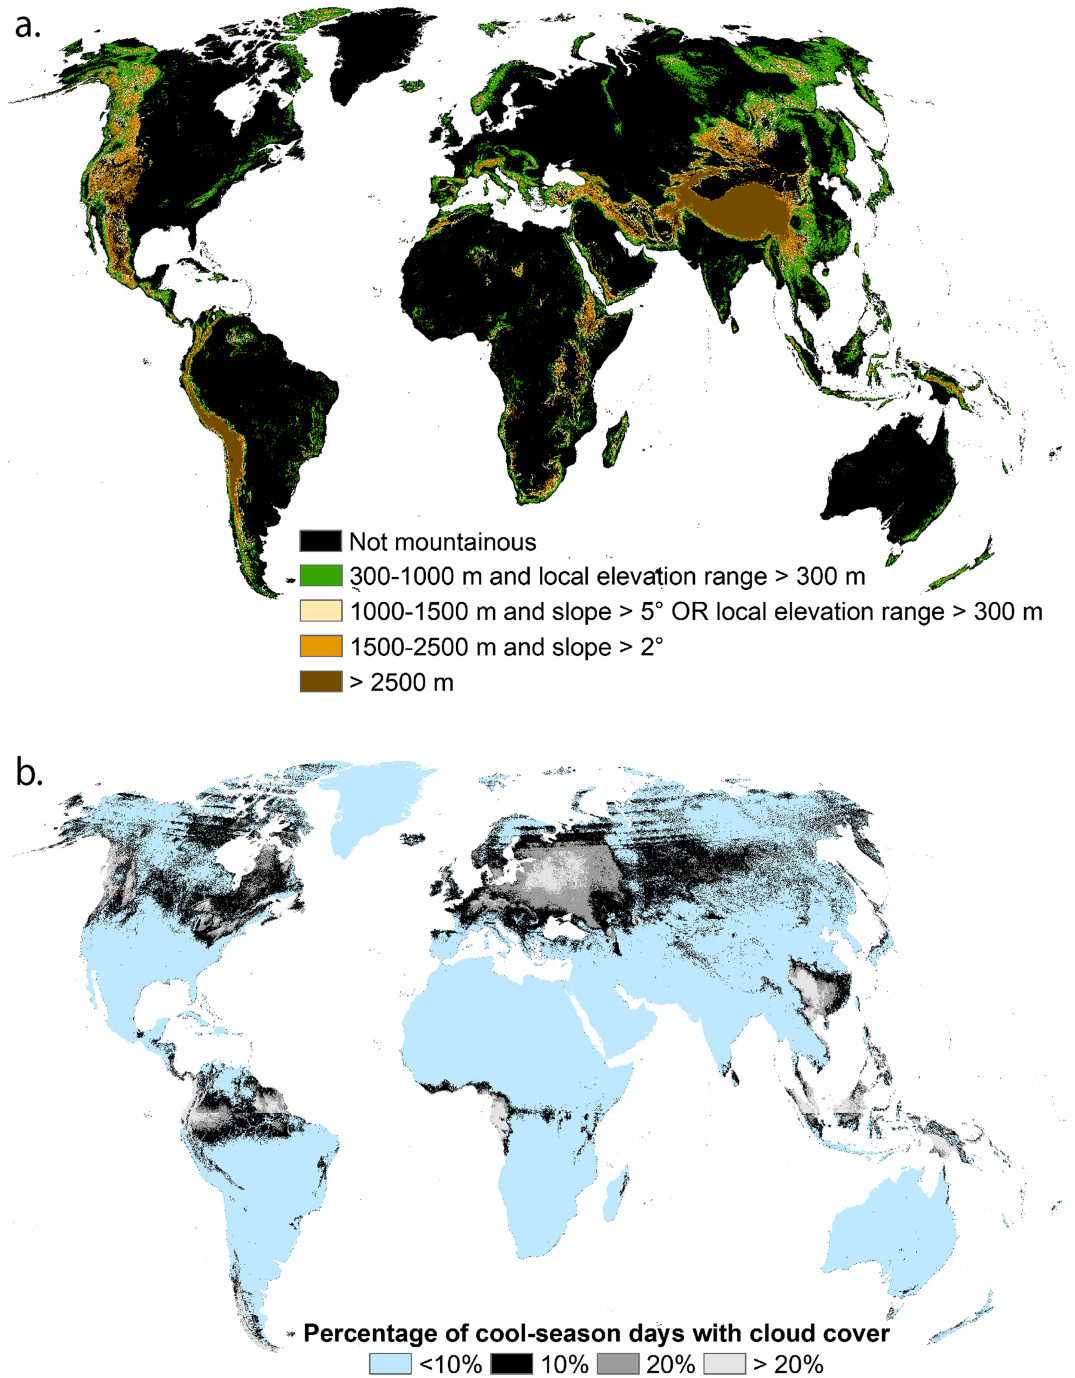 a.
Not mountainous
300-1000 m and local elevation range > 300 m
1000-1500 m and slope > 5° OR local elevation range > 300 m
1500-2500 m and slope > 2°
> 2500 m
b.
Percentage of cool-season days with cloud cover
<10% 10% 20% > 20%